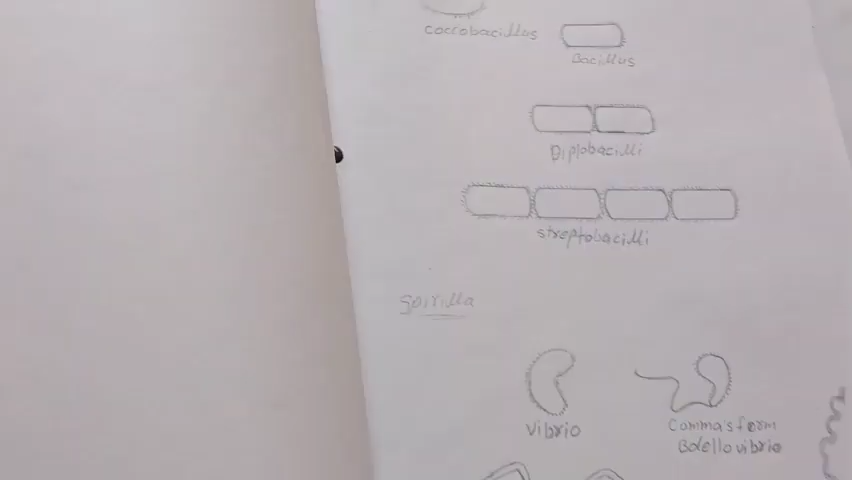 coccobacillus
Bacillus
Diplobacilli
streptobacilli
Spirilla
Vibrio
Comma's form
Bdellovibrio